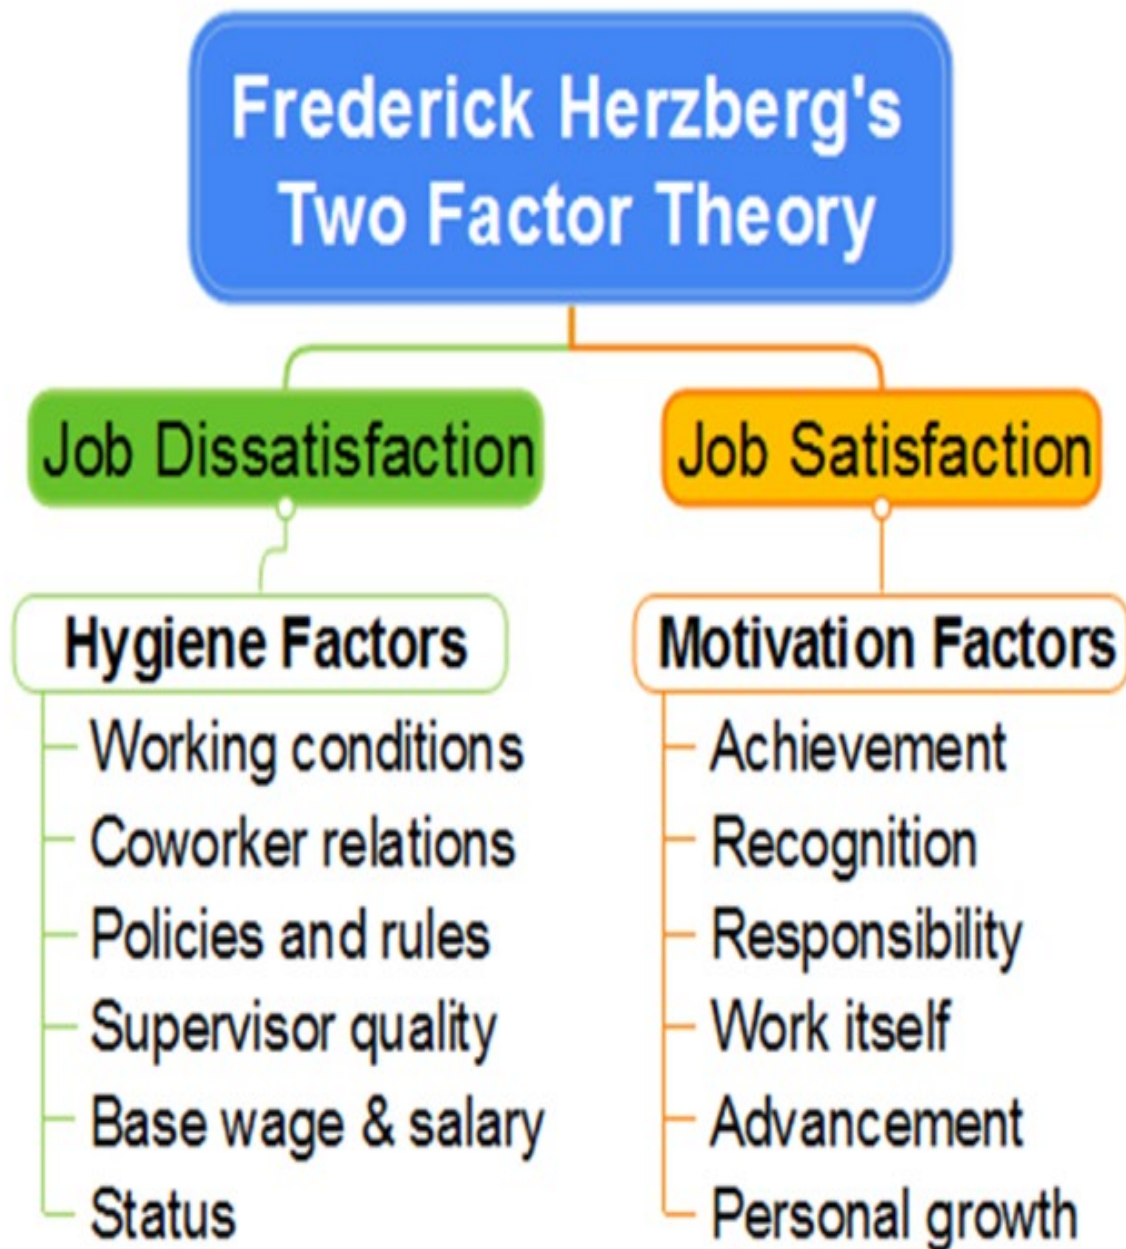 Frederick Herzberg's
Two Factor Theory
Job Dissatisfaction
Hygiene Factors
Working conditions
Coworker relations
Policies and rules
Supervisor quality
Base wage & salary
Status
Job Satisfaction
Motivation Factors
Achievement
Recognition
Responsibility
Work itself
Advancement
Personal growth